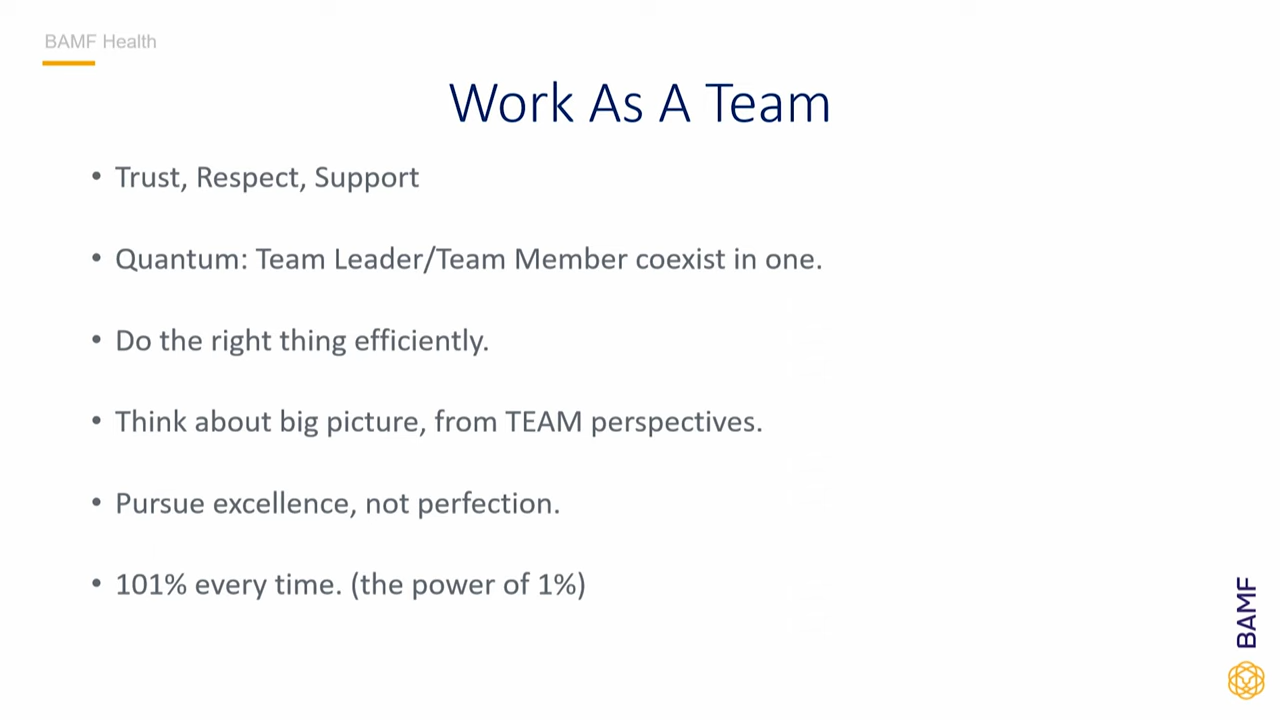 BAMF Health
Work As A Team
• Trust, Respect, Support
• Quantum: Team Leader/Team Member coexist in one.
• Do the right thing efficiently.
• Think about big picture, from TEAM perspectives.
• Pursue excellence, not perfection.
• 101% every time. (the power of 1%)
BAMF